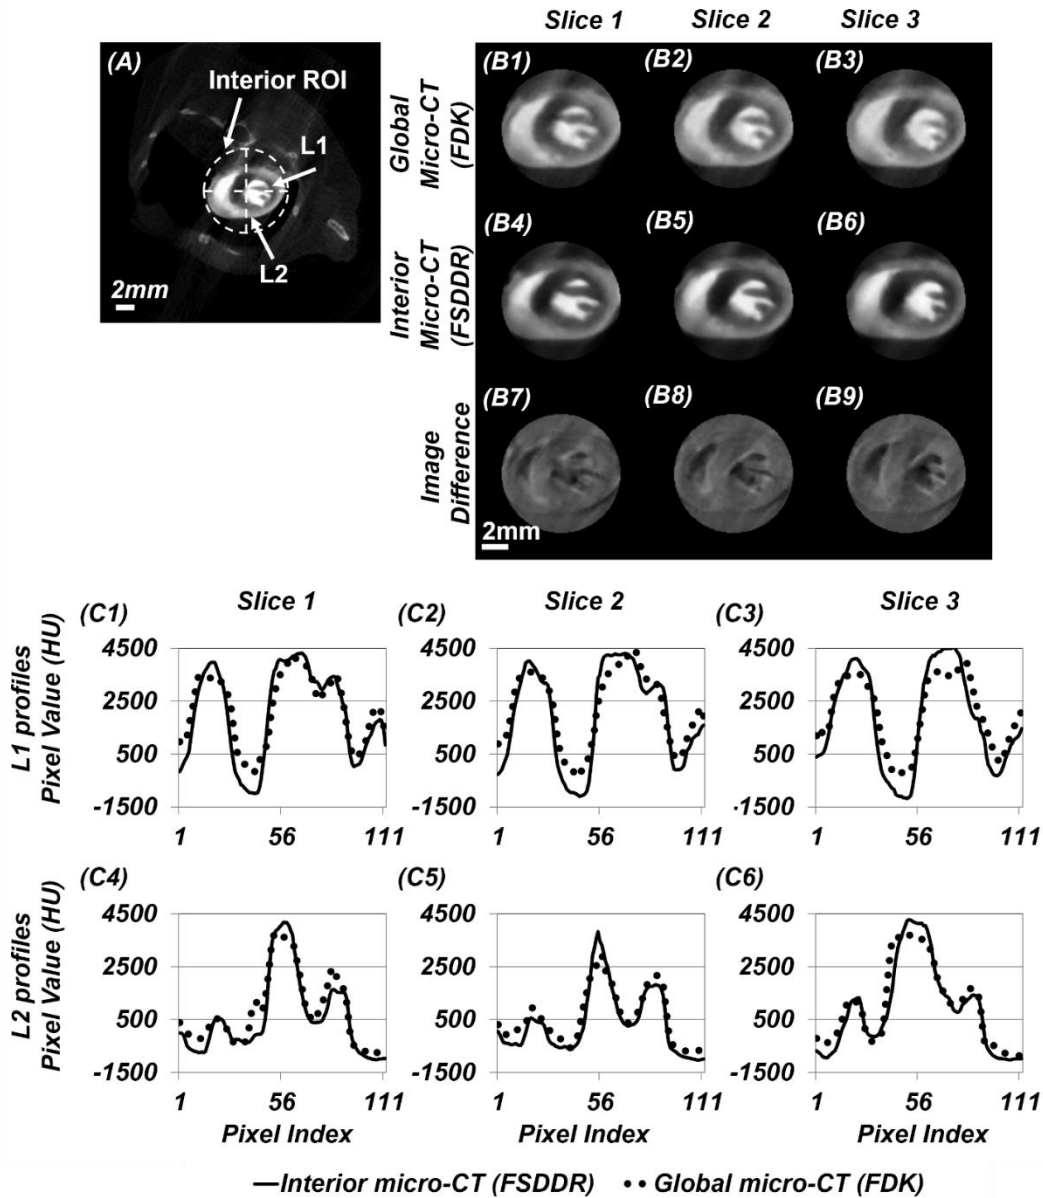 Slice 1 Slice 2 Slice 3
(A)
Interior ROI
L1
L2
2mm
Global
Micro-CT
(FDK)
(B1) (B2) (B3)
Interior
Micro-CT
(FSDDR)
(B4) (B5) (B6)
Image
Difference
(B7) (B8) (B9)
2mm
(C1) Slice 1 (C2) Slice 2 (C3) Slice 3
L1 profiles
Pixel Value (HU)
4500 4500 4500
2500 2500 2500
500 500 500
-1500 -1500 -1500
1 56 111 1 56 111 1 56 111
(C4) (C5) (C6)
L2 profiles
Pixel Value (HU)
4500 4500 4500
2500 2500 2500
500 500 500
-1500 -1500 -1500
1 56 111 1 56 111 1 56 111
Pixel Index Pixel Index Pixel Index
Interior micro-CT (FSDDR) Global micro-CT (FDK)